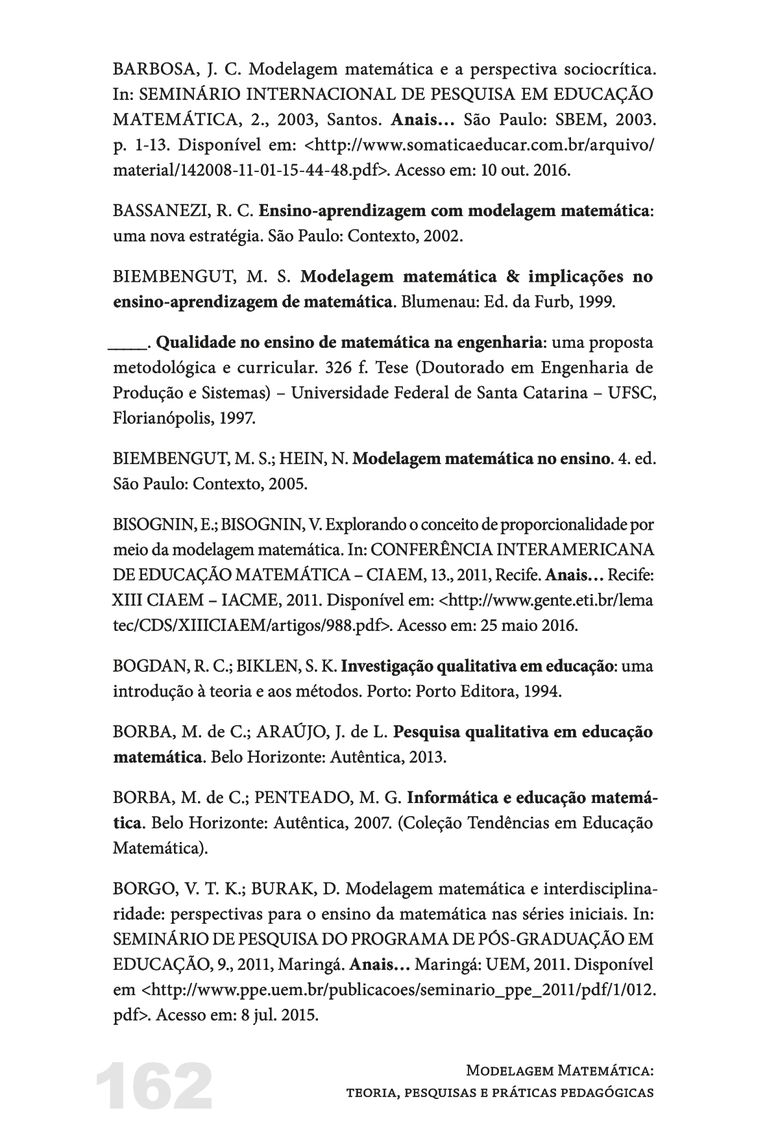 BARBOSA, J. C. Modelagem matemática e a perspectiva sociocrítica.
In: SEMINÁRIO INTERNACIONAL DE PESQUISA EM EDUCAÇÃO
MATEMÁTICA, 2., 2003, Santos. Anais… São Paulo: SBEM, 2003.
p. 1-13. Disponível em: <http://www.somaticaeducar.com.br/arquivo/
material/142008-11-01-15-44-48.pdf>. Acesso em: 10 out. 2016.
BASSANEZI, R. C. Ensino-aprendizagem com modelagem matemática:
uma nova estratégia. São Paulo: Contexto, 2002.
BIEMBENGUT, M. S. Modelagem matemática & implicações no
ensino-aprendizagem de matemática. Blumenau: Ed. da Furb, 1999.
_____. Qualidade no ensino de matemática na engenharia: uma proposta
metodológica e curricular. 326 f. Tese (Doutorado em Engenharia de
Produção e Sistemas) – Universidade Federal de Santa Catarina – UFSC,
Florianópolis, 1997.
BIEMBENGUT, M. S.; HEIN, N. Modelagem matemática no ensino. 4. ed.
São Paulo: Contexto, 2005.
BISOGNIN, E.; BISOGNIN, V. Explorando o conceito de proporcionalidade por
meio da modelagem matemática. In: CONFERÊNCIA INTERAMERICANA
DE EDUCAÇÃO MATEMÁTICA – CIAEM, 13., 2011, Recife. Anais… Recife:
XIII CIAEM – IACME, 2011. Disponível em: <http://www.gente.eti.br/lema
tec/CDS/XIIICIAEM/artigos/988.pdf>. Acesso em: 25 maio 2016.
BOGDAN, R. C.; BIKLEN, S. K. Investigação qualitativa em educação: uma
introdução à teoria e aos métodos. Porto: Porto Editora, 1994.
BORBA, M. de C.; ARAÚJO, J. de L. Pesquisa qualitativa em educação
matemática. Belo Horizonte: Autêntica, 2013.
BORBA, M. de C.; PENTEADO, M. G. Informática e educação matemá-
tica. Belo Horizonte: Autêntica, 2007. (Coleção Tendências em Educação
Matemática).
BORGO, V. T. K.; BURAK, D. Modelagem matemática e interdisciplina-
ridade: perspectivas para o ensino da matemática nas séries iniciais. In:
SEMINÁRIO DE PESQUISA DO PROGRAMA DE PÓS-GRADUAÇÃO EM
EDUCAÇÃO, 9., 2011, Maringá. Anais… Maringá: UEM, 2011. Disponível
em <http://www.ppe.uem.br/publicacoes/seminario_ppe_2011/pdf/1/012.
pdf>. Acesso em: 8 jul. 2015.
162
Modelagem Matemática:
teoria, pesquisas e práticas pedagógicas